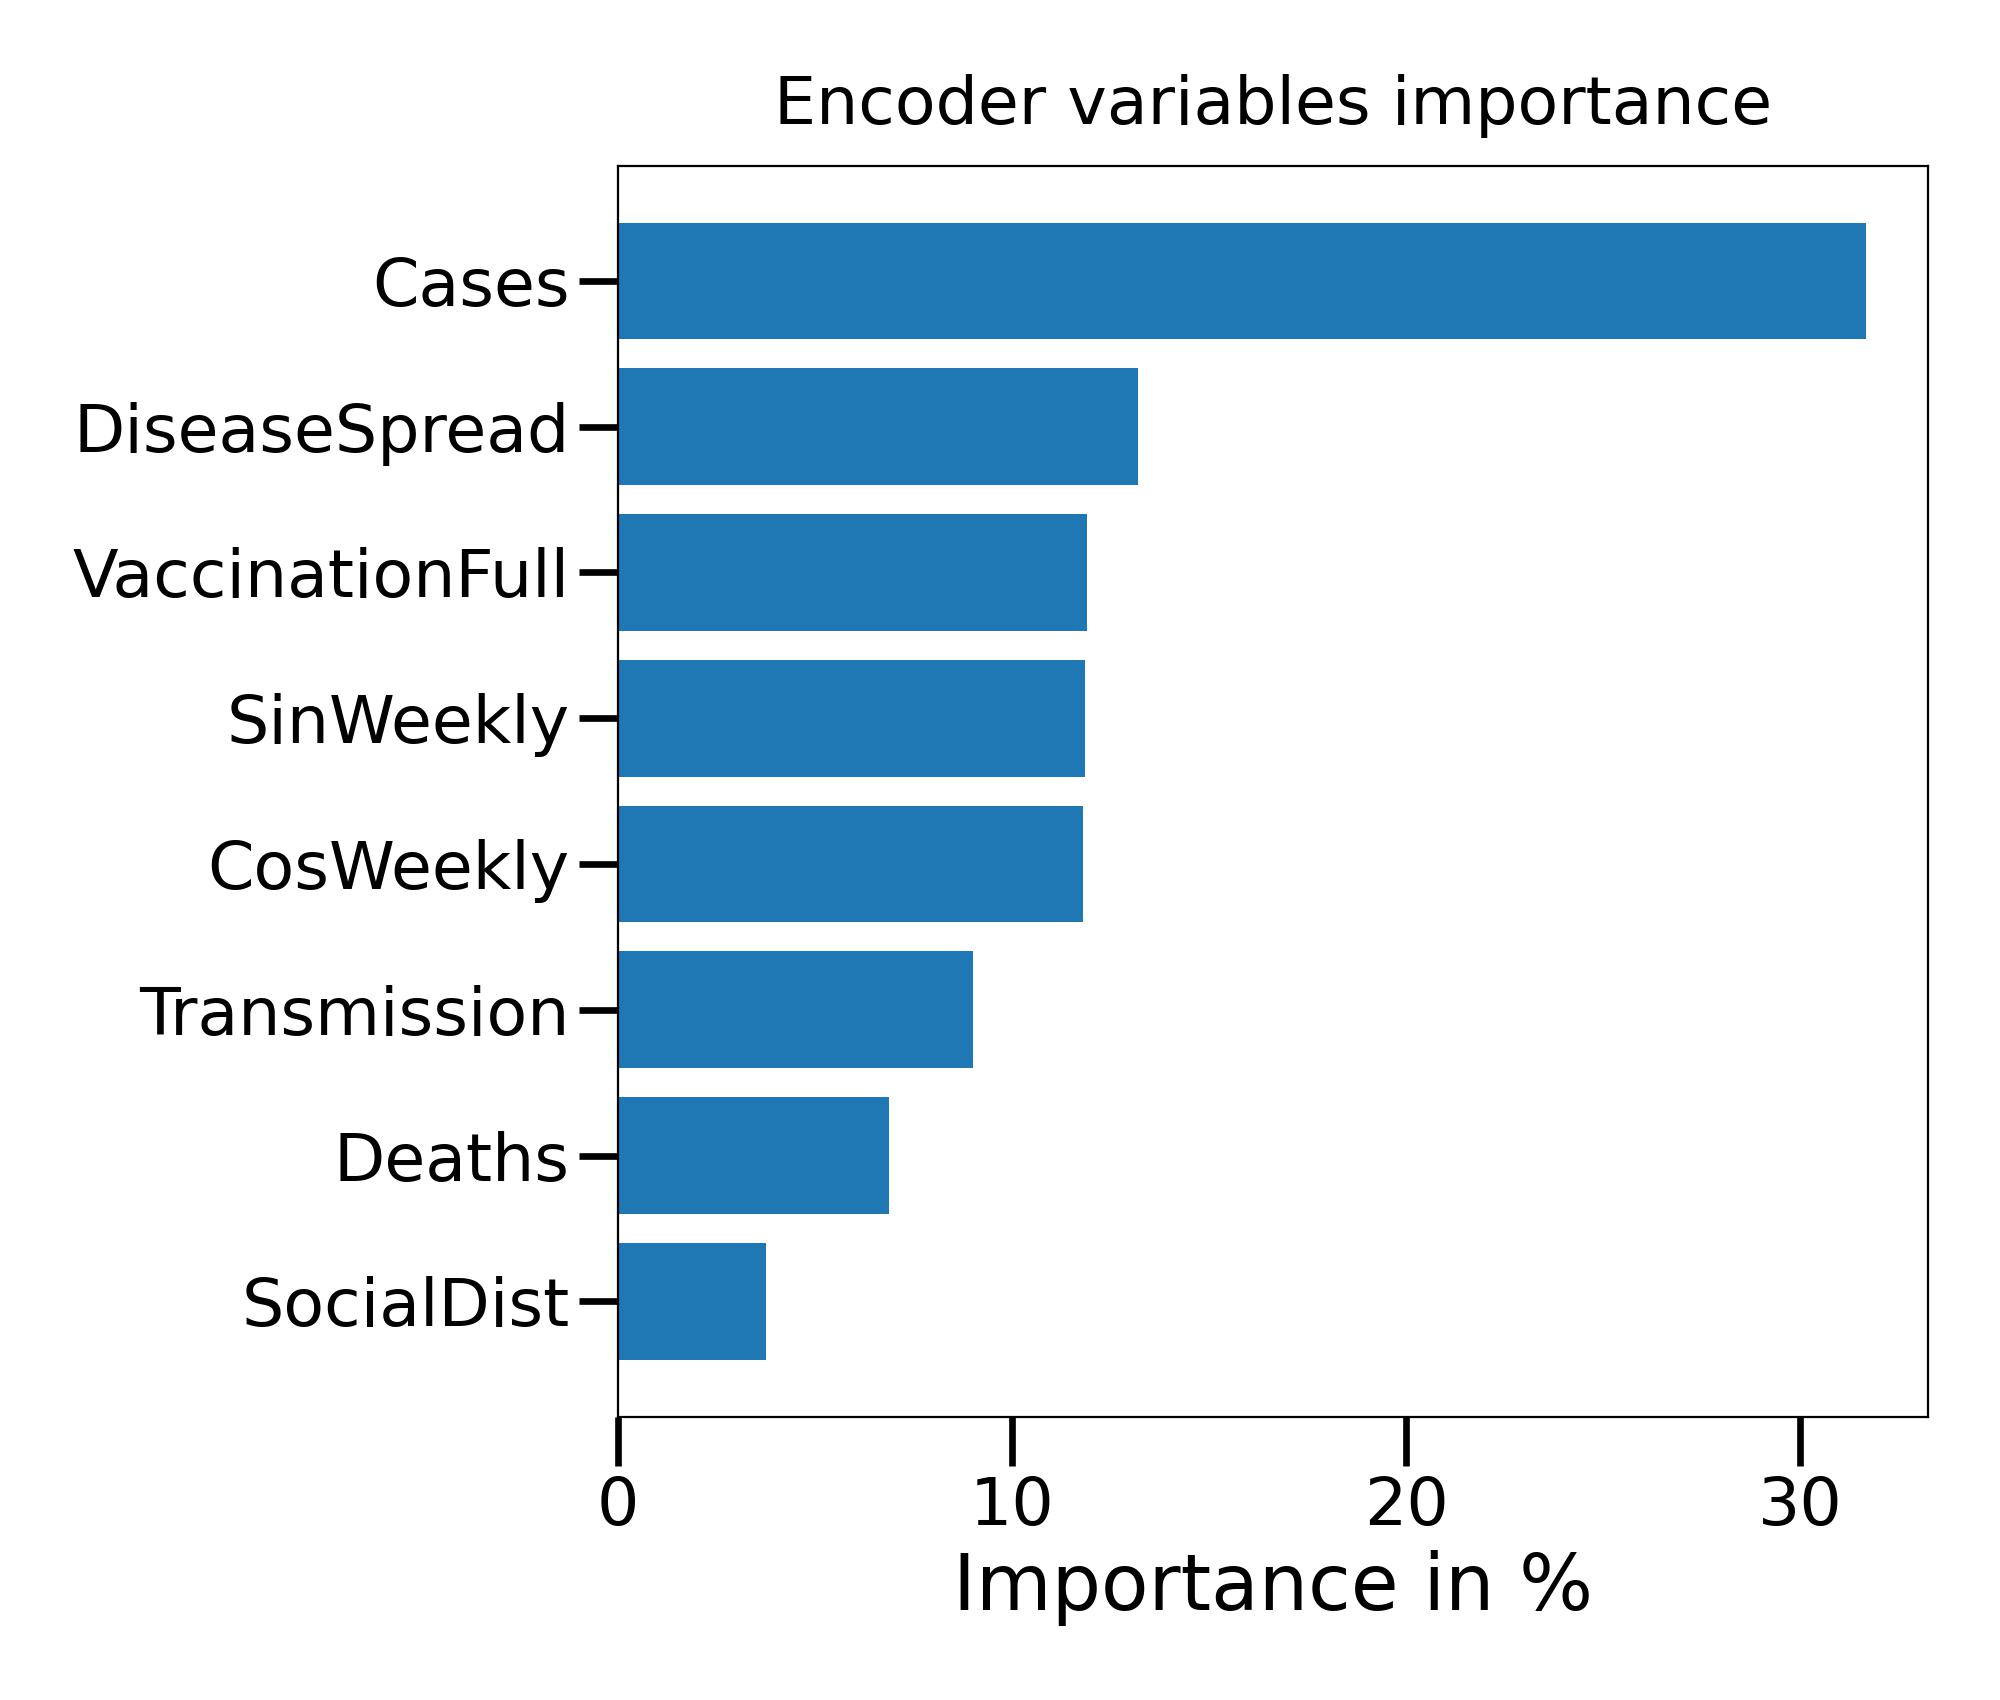 Encoder variables importance
Cases
DiseaseSpread
VaccinationFull
SinWeekly
CosWeekly
Transmission
Deaths
SocialDist
0 10 20 30
Importance in %